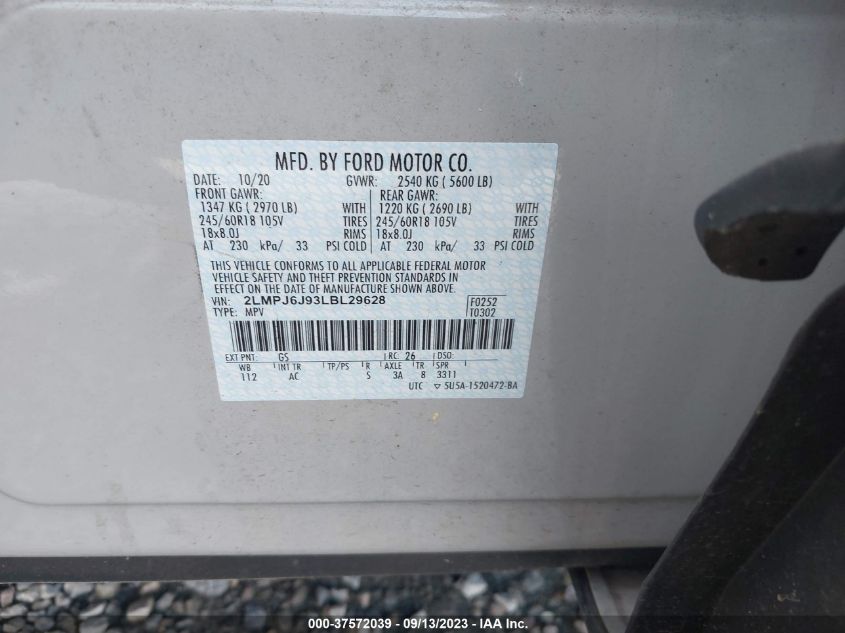 MFD. BY FORD MOTOR CO.
DATE: 10/20 GVWR: 2540 KG ( 5600 LB)
FRONT GAWR: REAR GAWR:
1347 KG ( 2970 LB) WITH 1220 KG ( 2690 LB) WITH
245/60R18 105V TIRES 245/60R18 105V TIRES
18x8.0J RIMS 18x8.0J RIMS
AT 230 kPa/ 33 PSI COLD AT 230 kPa/ 33 PSI COLD
THIS VEHICLE CONFORMS TO ALL APPLICABLE FEDERAL MOTOR
VEHICLE SAFETY AND THEFT PREVENTION STANDARDS IN
EFFECT ON THE DATE OF MANUFACTURE SHOWN ABOVE.
VIN: 2LMPJ6J93LBL29628 F0252
TYPE: MPV T0302
EXT PNT: GS RC: 26 DSO:
WB INT TR TP/PS R AXLE TR SPR
112 AC S 3A 8 3311
UTC ▽ 5U5A-1520472-BA
000-37572039 - 09/13/2023 - IAA Inc.